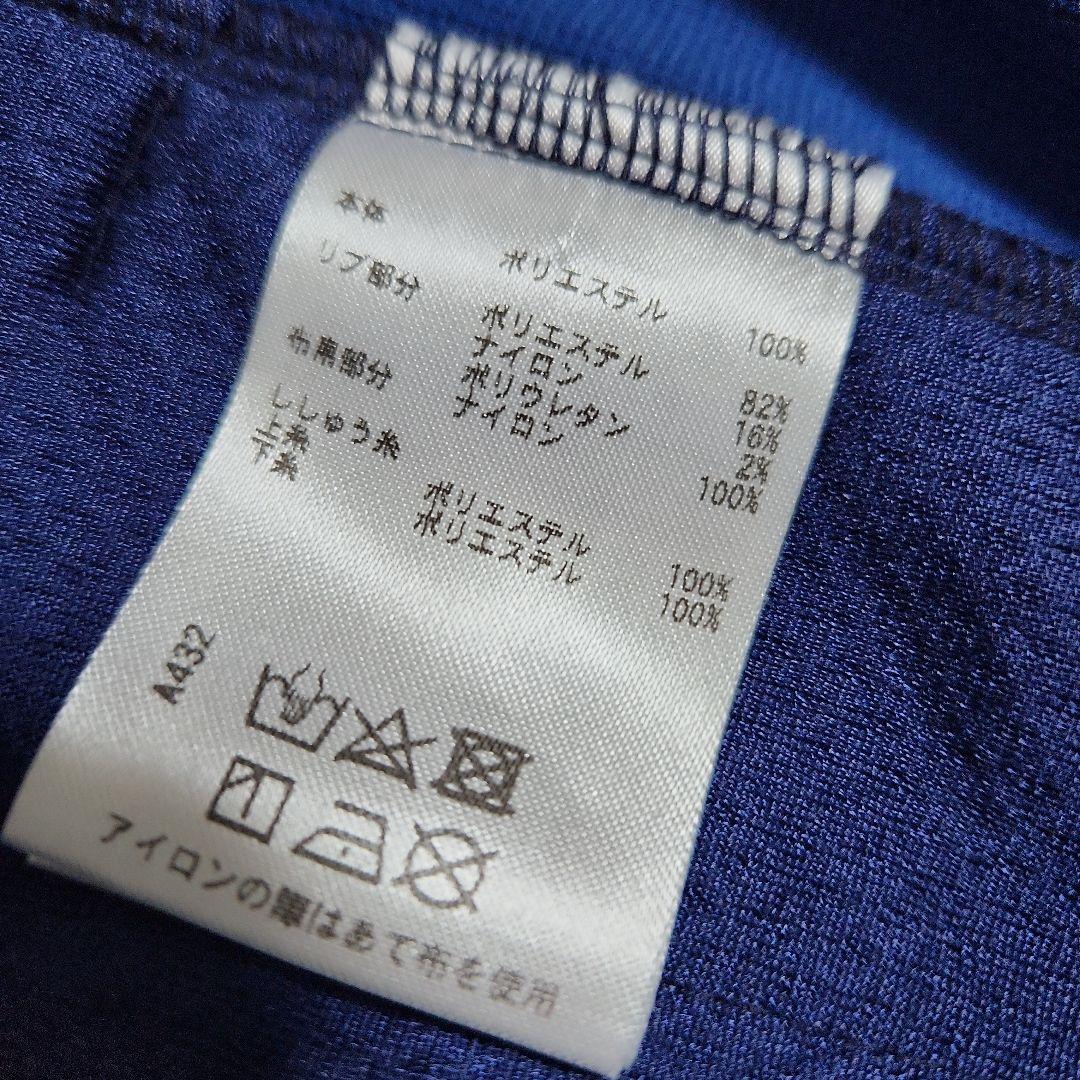 本体 ポリエステル 100%
リブ部分 ポリエステル 82%
ナイロン 16%
ポリウレタン 2%
布帛部分 ナイロン 100%
ししゅう糸
上糸 ポリエステル 100%
下糸 ポリエステル 100%
A432
アイロンの際はあて布を使用